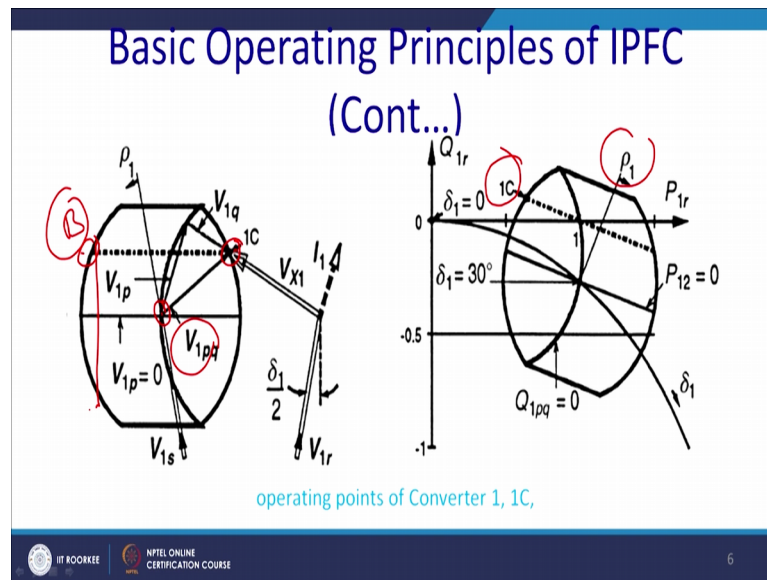 Basic Operating Principles of IPFC
(Cont...)
ρ₁
B
V₁q
1C
Vx₁
I₁
V₁p
V₁pq
V₁p=0
δ₁/2
V₁s
V₁r
Q₁r
ρ₁
1C
δ₁=0
P₁r
0
1
δ₁=30°
P₁₂=0
-0.5
Q₁pq=0
δ₁
-1
operating points of Converter 1, 1C,
IIT ROORKEE
NPTEL ONLINE
CERTIFICATION COURSE
6